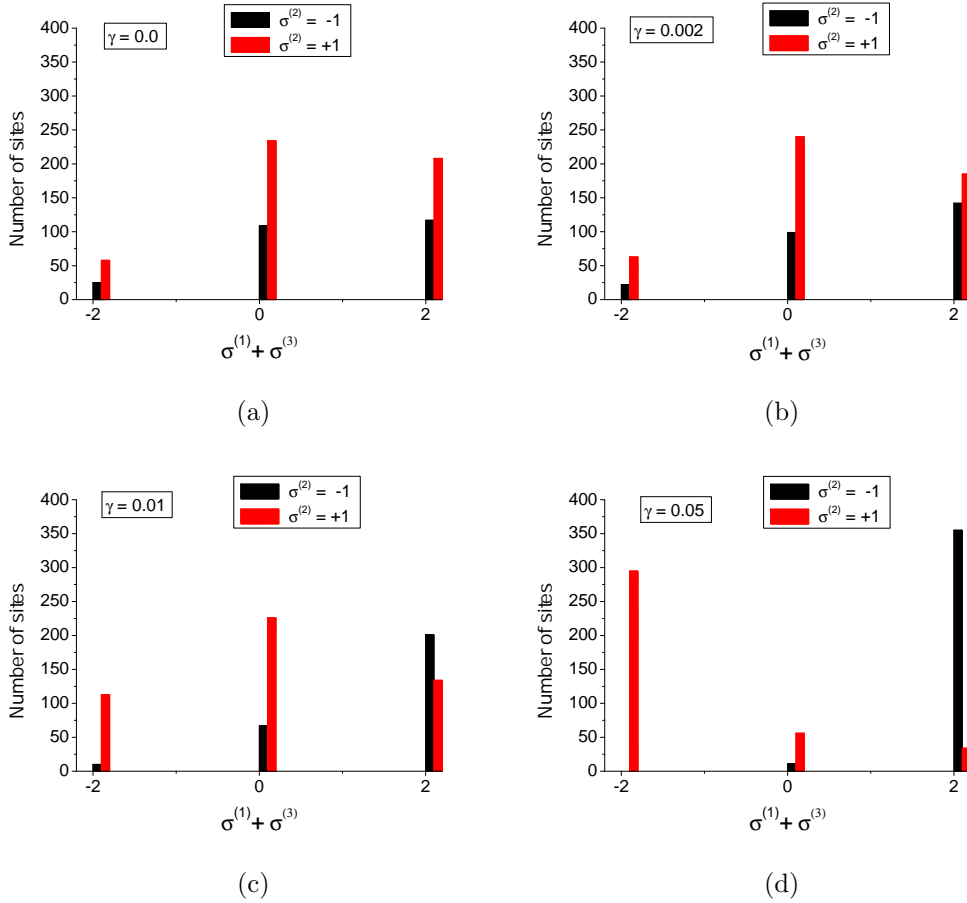 γ = 0.0
σ(2) = -1
σ(2) = +1
400
350
300
250
200
150
100
50
0
Number of sites
-2 0 2
σ(1)+ σ(3)
(a)
γ = 0.002
σ(2) = -1
σ(2) = +1
400
350
300
250
200
150
100
50
0
Number of sites
-2 0 2
σ(1)+ σ(3)
(b)
γ = 0.01
σ(2) = -1
σ(2) = +1
400
350
300
250
200
150
100
50
0
Number of sites
-2 0 2
σ(1)+ σ(3)
(c)
γ = 0.05
σ(2) = -1
σ(2) = +1
400
350
300
250
200
150
100
50
0
Number of sites
-2 0 2
σ(1)+ σ(3)
(d)